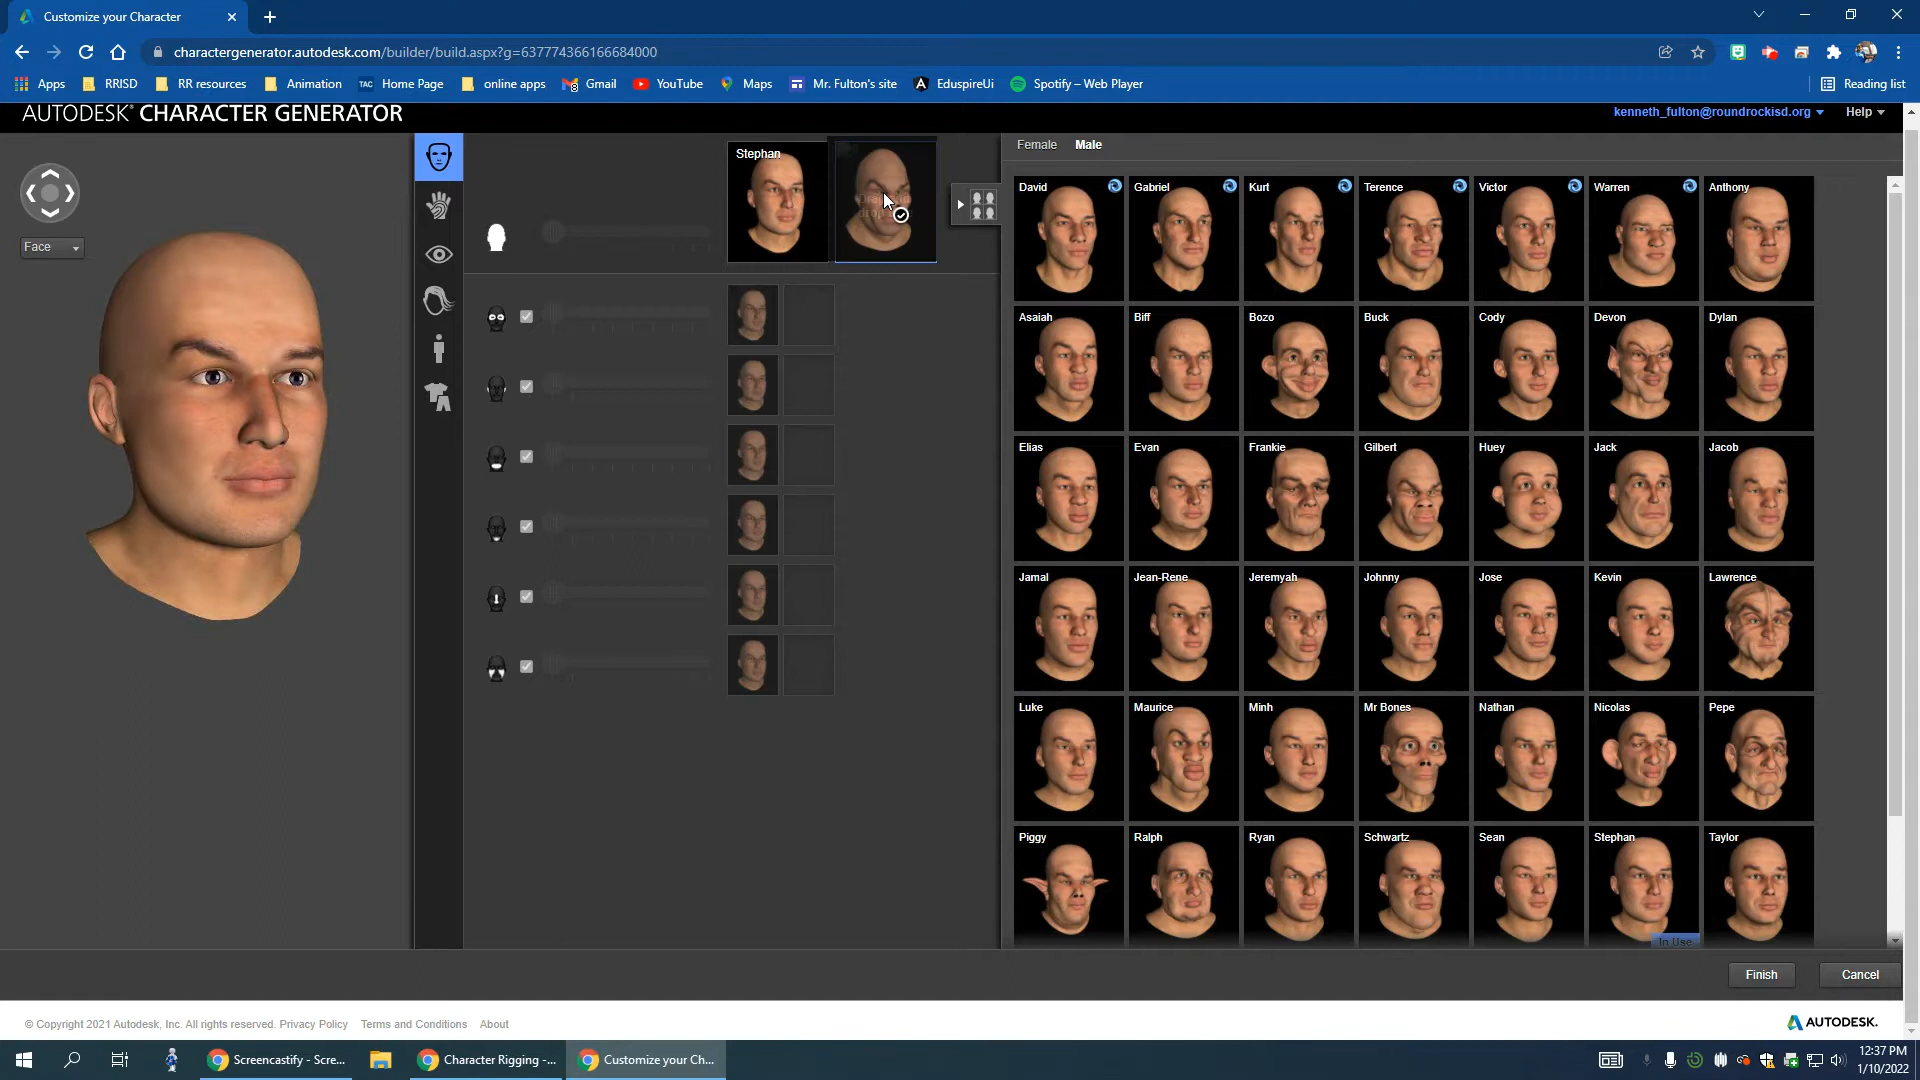 Customize your Character
charactergenerator.autodesk.com/builder/build.aspx?g=637774366166684000
Apps RRISD RR resources Animation TAC Home Page online apps Gmail YouTube Maps Mr. Fulton's site EduspireUi Spotify – Web Player Reading list
AUTODESK® CHARACTER GENERATOR
kenneth_fulton@roundrockisd.org Help
Face
Stephan
Female Male
David Gabriel Kurt Terence Victor Warren Anthony
Asaiah Biff Bozo Buck Cody Devon Dylan
Elias Evan Frankie Gilbert Huey Jack Jacob
Jamal Jean-Rene Jeremyah Johnny Jose Kevin Lawrence
Luke Maurice Minh Mr Bones Nathan Nicolas Pepe
Piggy Ralph Ryan Schwartz Sean Stephan Taylor
In Use
Finish Cancel
© Copyright 2021 Autodesk, Inc. All rights reserved. Privacy Policy Terms and Conditions About
AUTODESK.
Screencastify - Scre... Character Rigging -... Customize your Ch...
12:37 PM
1/10/2022